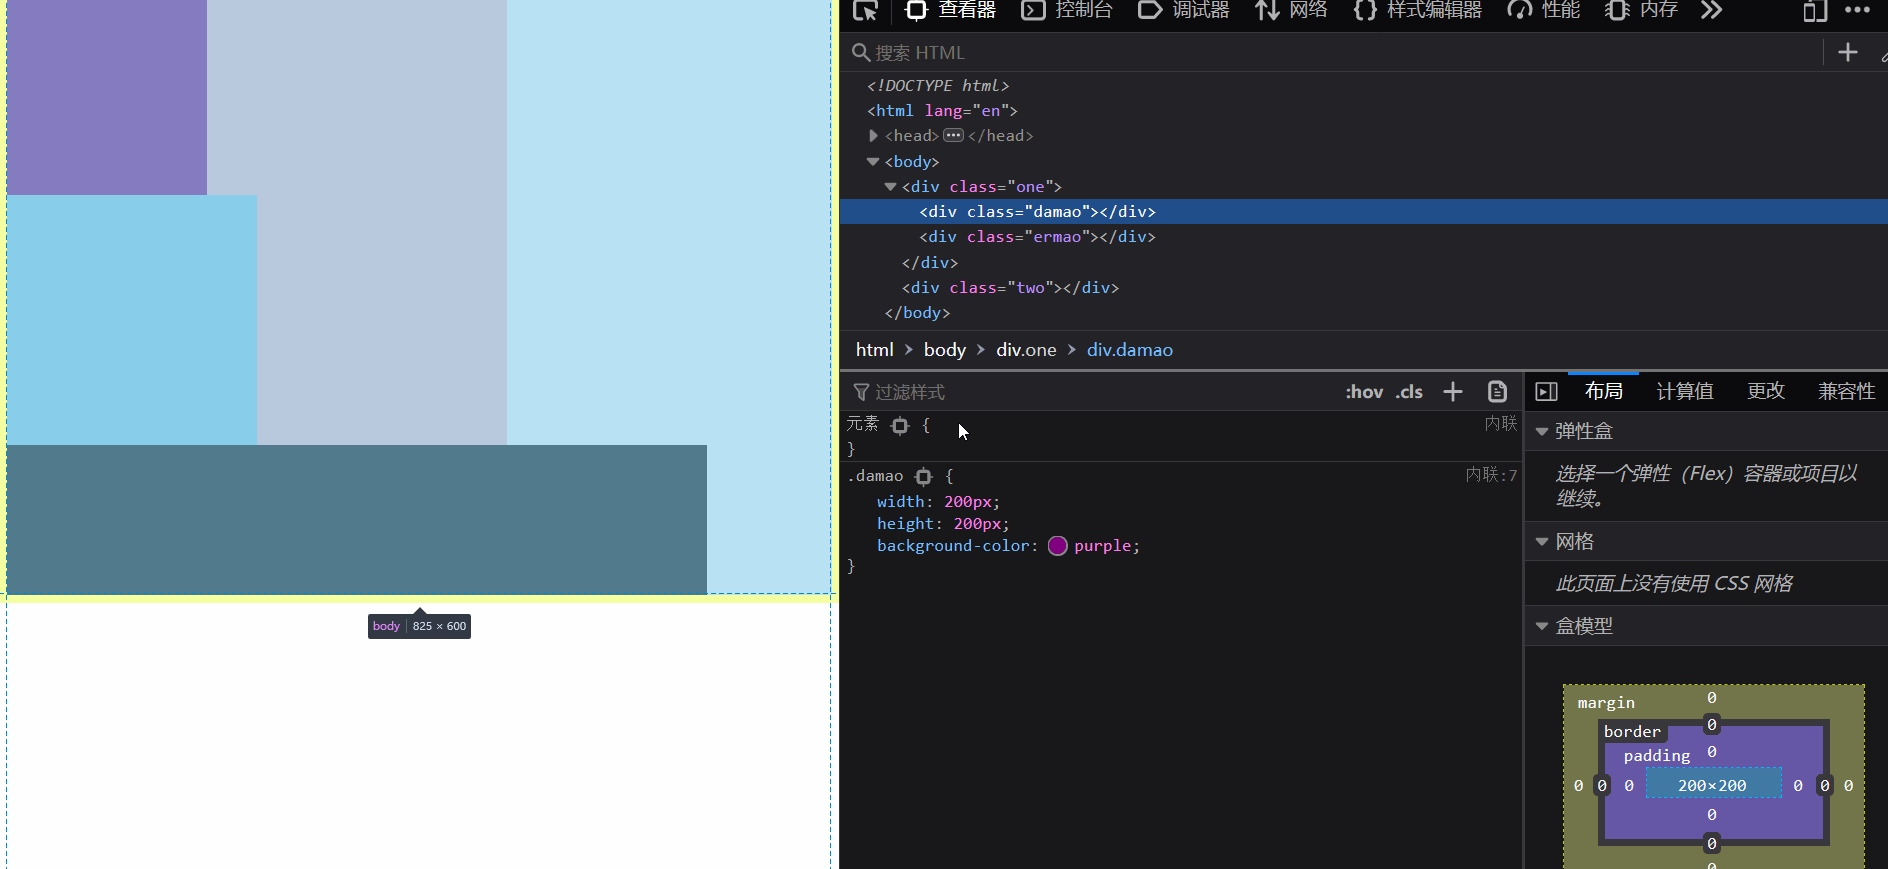 查看器 控制台 调试器 网络 样式编辑器 性能 内存
搜索 HTML
<!DOCTYPE html>
<html lang="en">
<head> </head>
<body>
<div class="one">
<div class="damao"></div>
<div class="ermao"></div>
</div>
<div class="two"></div>
</body>
html > body > div.one > div.damao
过滤样式 :hov .cls
元素 { 内联
}
.damao { 内联:7
width: 200px;
height: 200px;
background-color: purple;
}
布局 计算值 更改 兼容性
弹性盒
选择一个弹性（Flex）容器或项目以
继续。
网格
此页面上没有使用 CSS 网格
盒模型
margin 0
border 0
padding 0
0 0 0 200×200 0 0 0
0
0
0
body 825 × 600